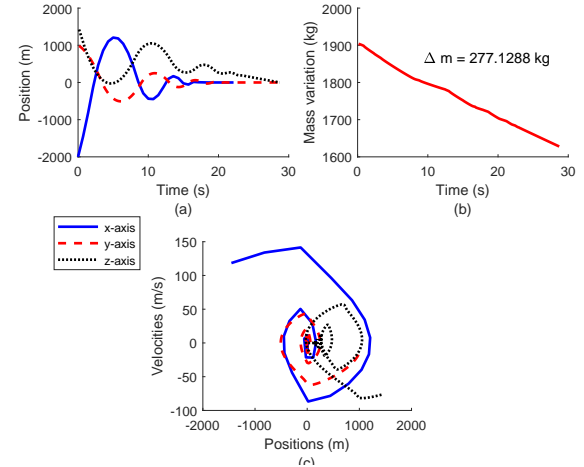 2000
1000
0
-1000
-2000
Position (m)
0 10 20 30
Time (s)
(a)
2000
1900
1800
1700
1600
Mass variation (kg)
Δ m = 277.1288 kg
0 10 20 30
Time (s)
(b)
x-axis
y-axis
z-axis
150
100
50
0
-50
-100
Velocities (m/s)
-2000 -1000 0 1000 2000
Positions (m)
(c)